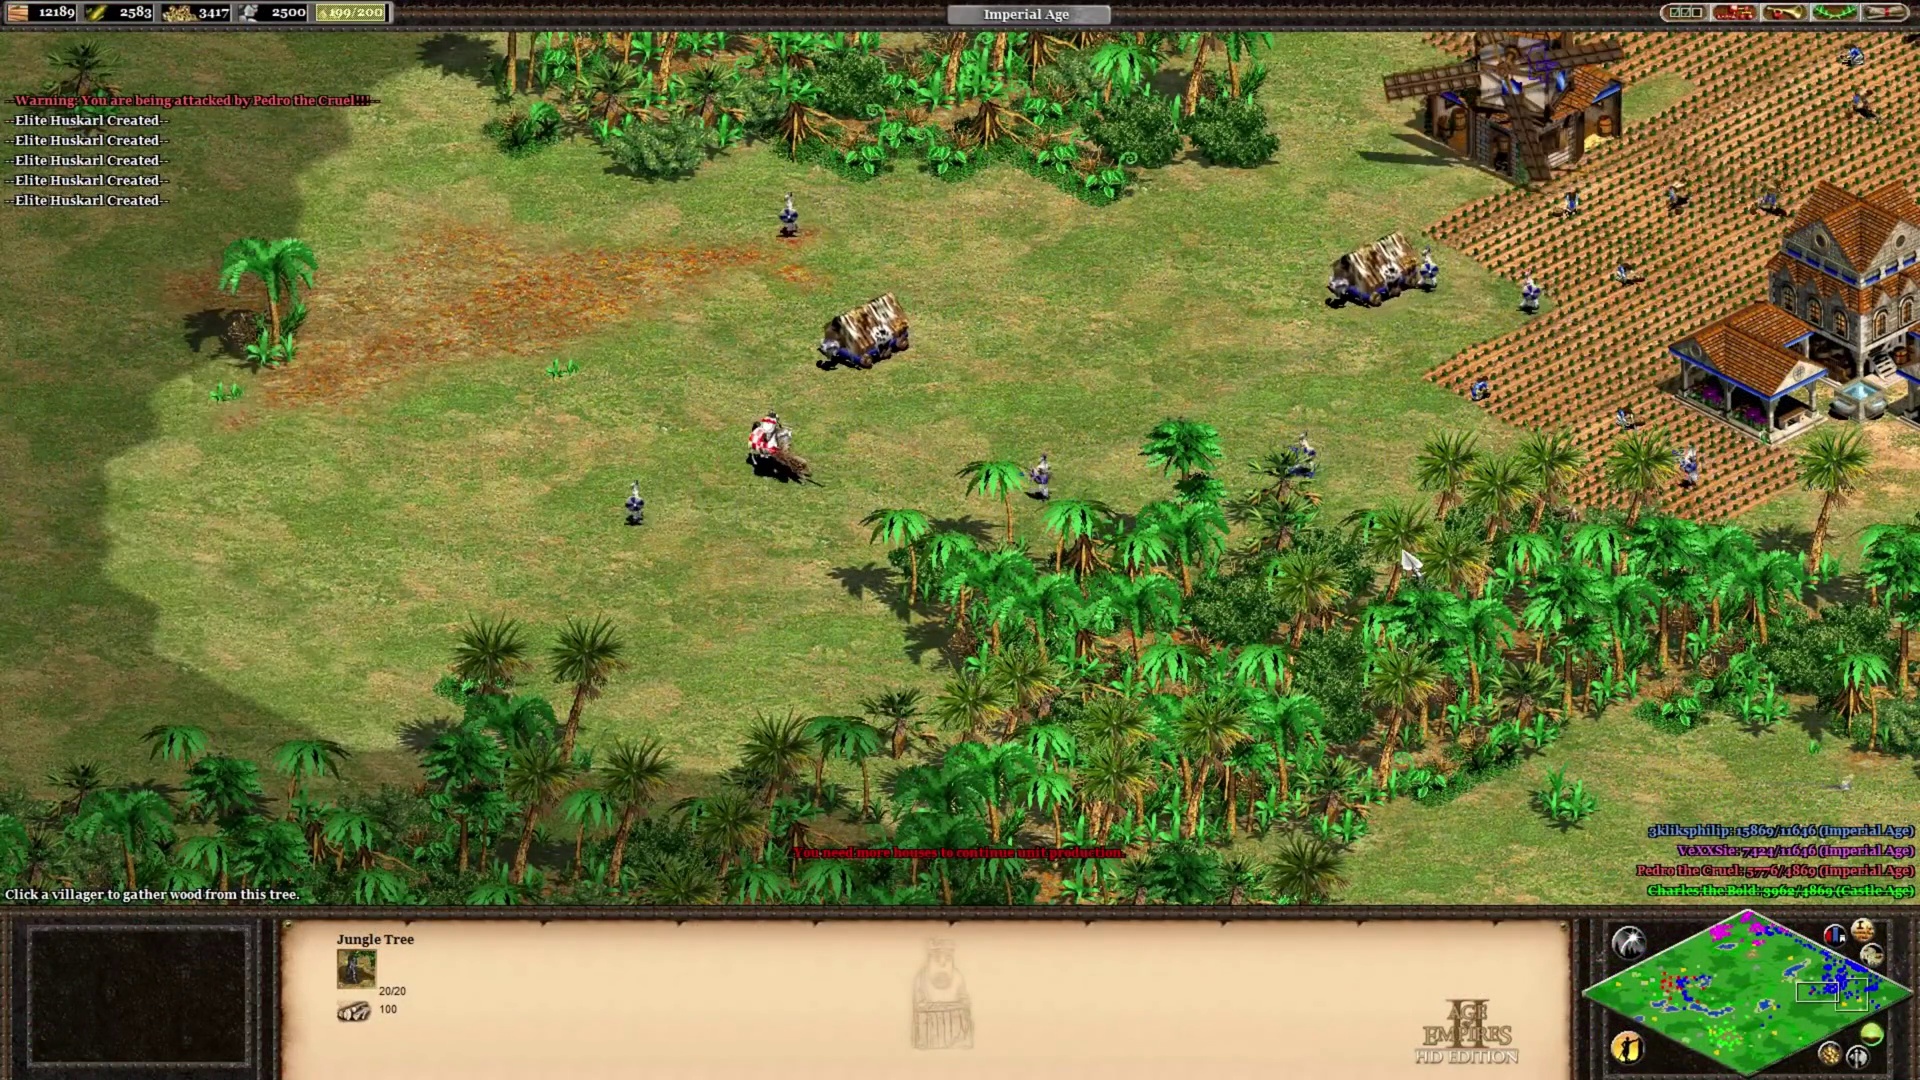 12189 2583 3417 2500 199/200
Imperial Age
--Warning: You are being attacked by Pedro the Cruel!!!--
--Elite Huskarl Created--
--Elite Huskarl Created--
--Elite Huskarl Created--
--Elite Huskarl Created--
--Elite Huskarl Created--
3kliksphilip: 15869/11646 (Imperial Age)
VeXXSie: 7424/11646 (Imperial Age)
Pedro the Cruel: 5776/4869 (Imperial Age)
Charles the Bold: 3962/4869 (Castle Age)
You need more houses to continue unit production.
Click a villager to gather wood from this tree.
Jungle Tree
20/20
100
AGE
EMPIRES
II
HD EDITION